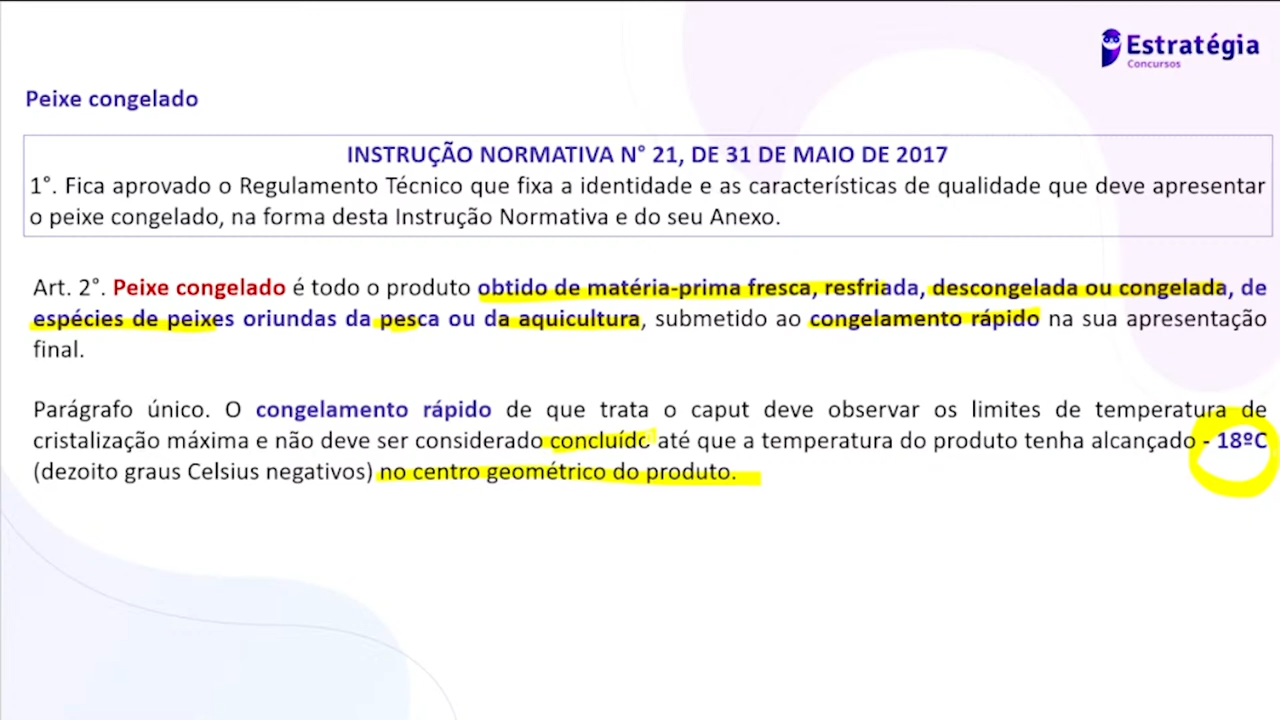 Estratégia
Concursos
Peixe congelado
INSTRUÇÃO NORMATIVA N° 21, DE 31 DE MAIO DE 2017
1°. Fica aprovado o Regulamento Técnico que fixa a identidade e as características de qualidade que deve apresentar
o peixe congelado, na forma desta Instrução Normativa e do seu Anexo.
Art. 2°. Peixe congelado é todo o produto obtido de matéria-prima fresca, resfriada, descongelada ou congelada, de
espécies de peixes oriundas da pesca ou da aquicultura, submetido ao congelamento rápido na sua apresentação
final.
Parágrafo único. O congelamento rápido de que trata o caput deve observar os limites de temperatura de
cristalização máxima e não deve ser considerado concluído até que a temperatura do produto tenha alcançado - 18ºC
(dezoito graus Celsius negativos) no centro geométrico do produto.